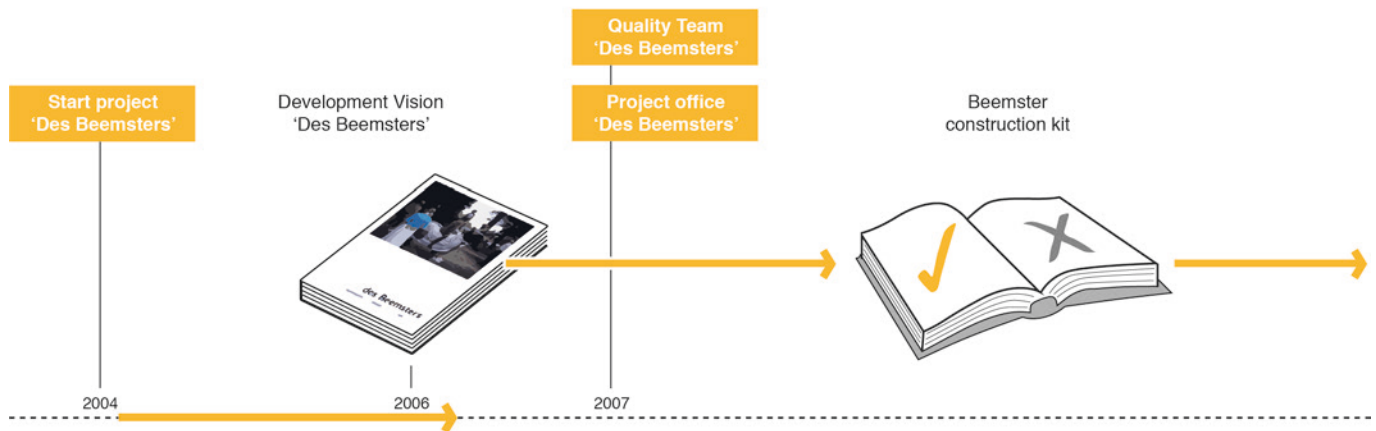 Start project
‘Des Beemsters’
Development Vision
‘Des Beemsters’
Quality Team
‘Des Beemsters’
Project office
‘Des Beemsters’
Beemster
construction kit
des Beemsters
2004
2006
2007